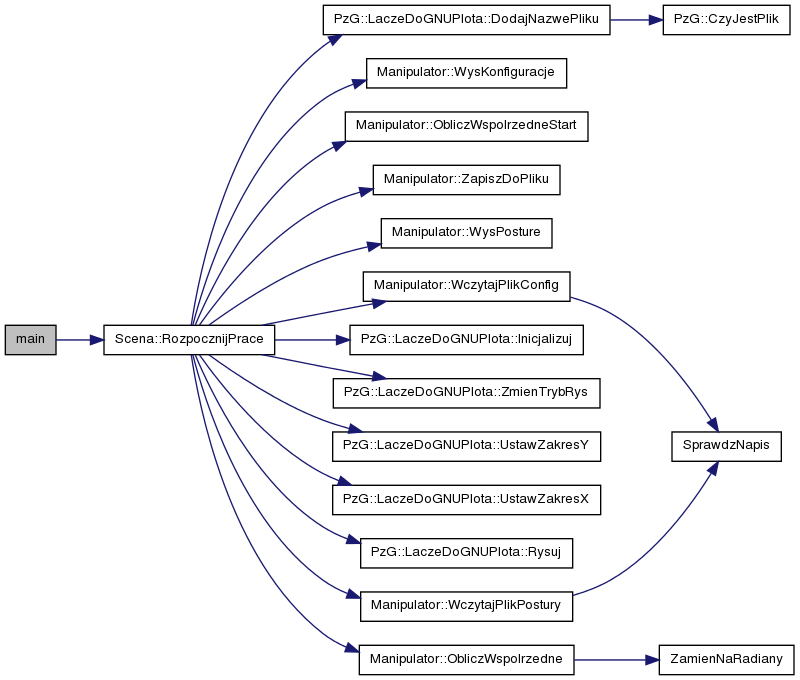 PzG::LaczeDoGNUPlota::DodajNazwePliku
PzG::CzyJestPlik
Manipulator::WysKonfiguracje
Manipulator::ObliczWspolrzedneStart
Manipulator::ZapiszDoPliku
Manipulator::WysPosture
Manipulator::WczytajPlikConfig
main
Scena::RozpocznijPrace
PzG::LaczeDoGNUPlota::Inicjalizuj
PzG::LaczeDoGNUPlota::ZmienTrybRys
PzG::LaczeDoGNUPlota::UstawZakresY
SprawdzNapis
PzG::LaczeDoGNUPlota::UstawZakresX
PzG::LaczeDoGNUPlota::Rysuj
Manipulator::WczytajPlikPostury
Manipulator::ObliczWspolrzedne
ZamienNaRadiany